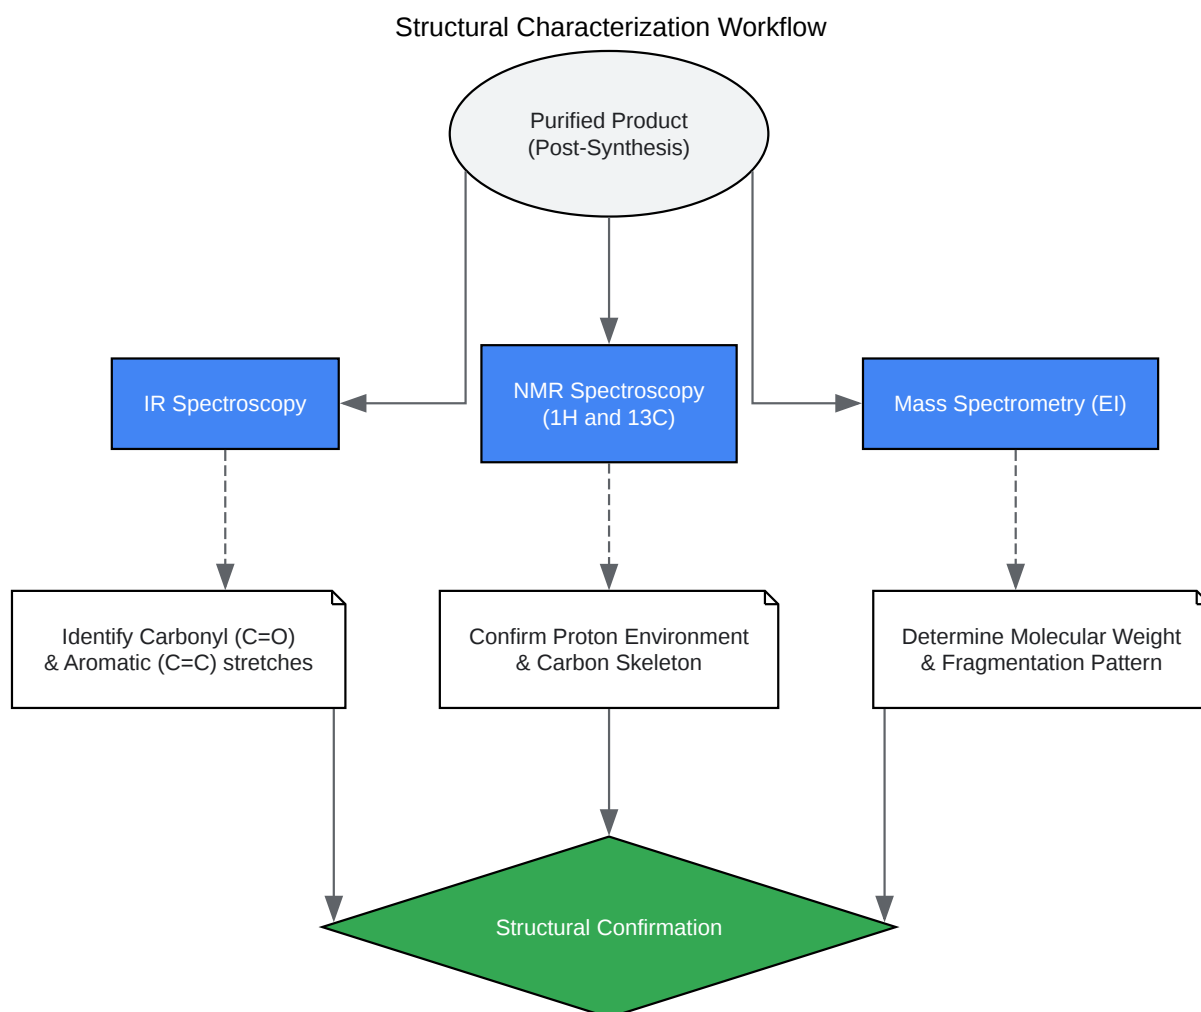 Structural Characterization Workflow
Purified Product
(Post-Synthesis)
IR Spectroscopy
NMR Spectroscopy
(1H and 13C)
Mass Spectrometry (EI)
Identify Carbonyl (C=O)
& Aromatic (C=C) stretches
Confirm Proton Environment
& Carbon Skeleton
Determine Molecular Weight
& Fragmentation Pattern
Structural Confirmation